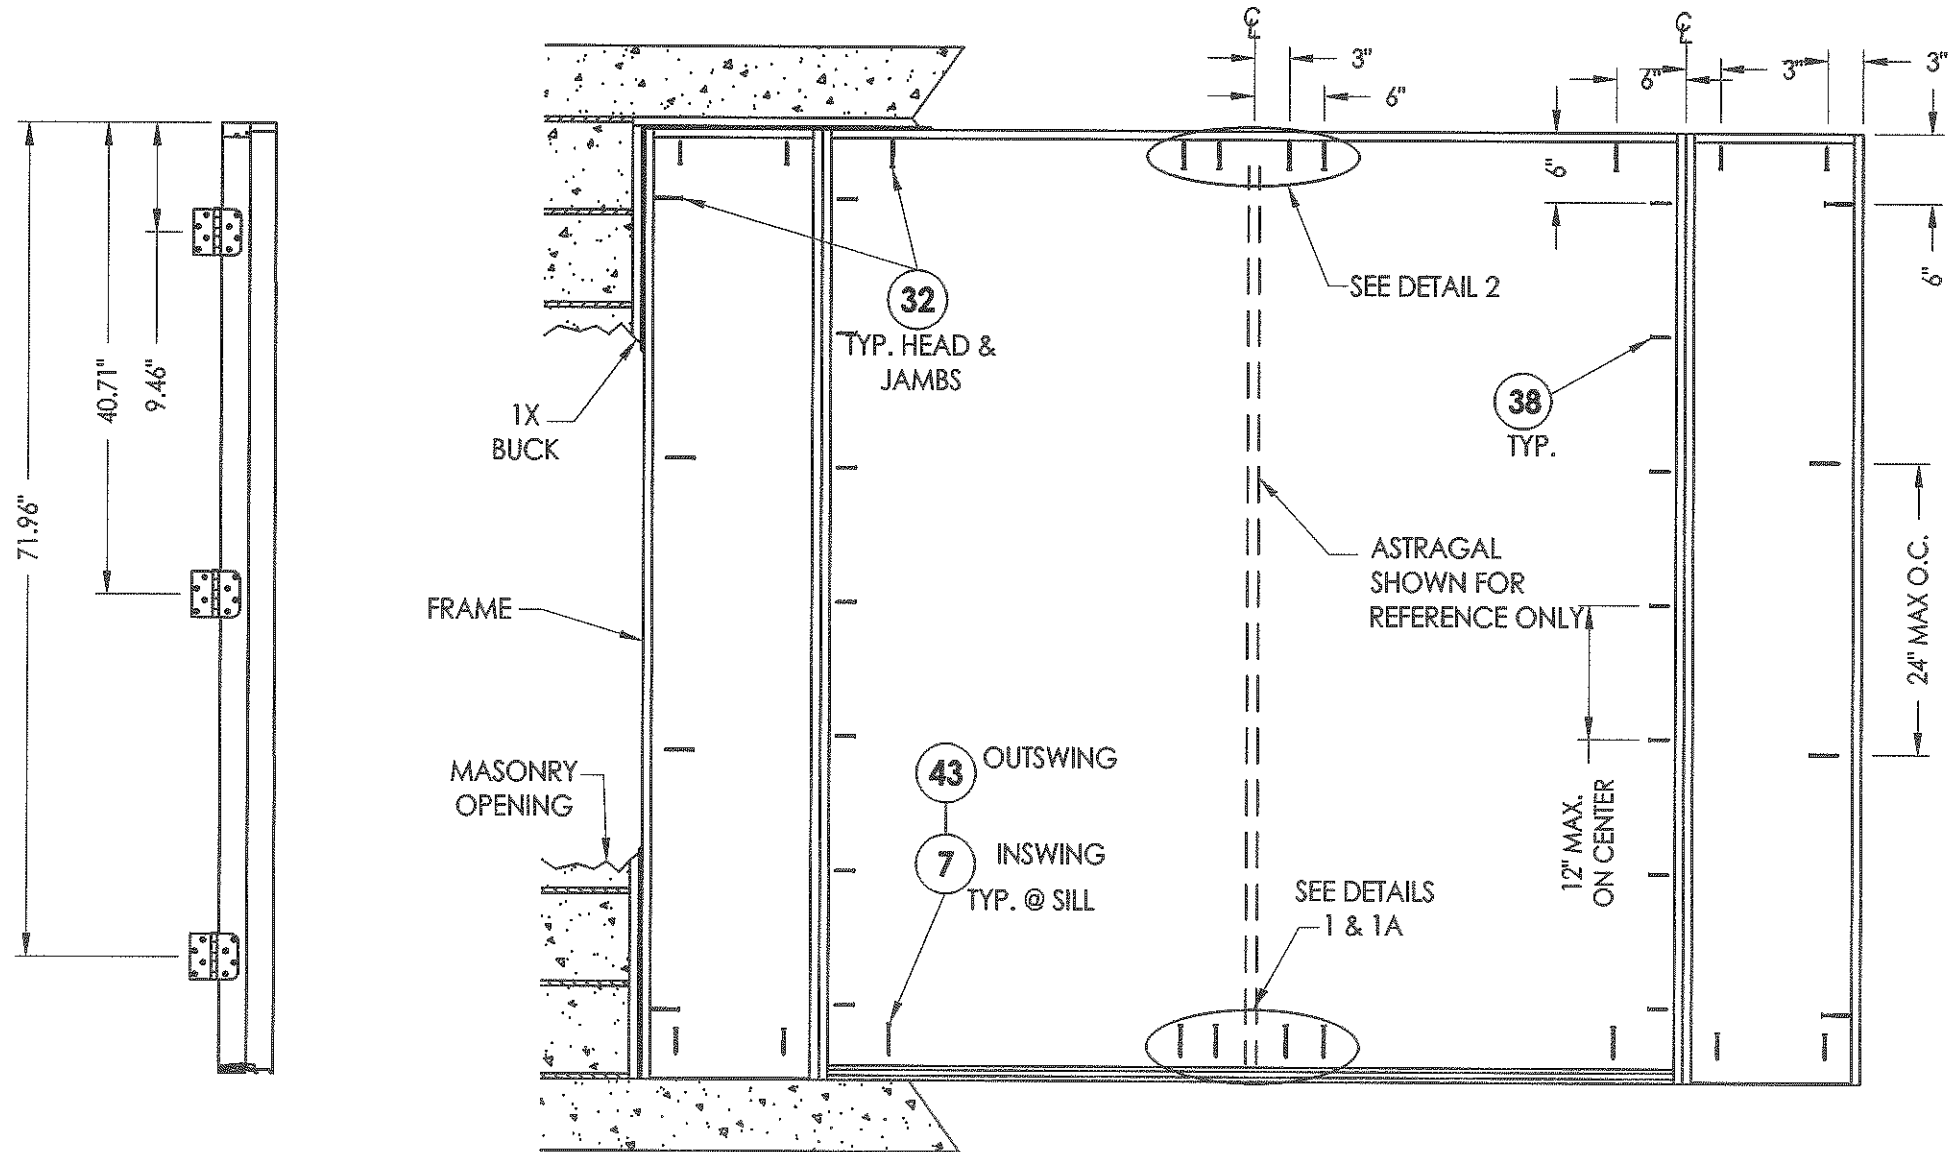 ℄
℄
3"
6"
6"
3"
3"
6"
6"
71.96"
40.71"
9.46"
SEE DETAIL 2
32
TYP. HEAD &
JAMBS
1X
BUCK
38
TYP.
FRAME
ASTRAGAL
SHOWN FOR
REFERENCE ONLY
24" MAX O.C.
MASONRY
OPENING
43 OUTSWING
7 INSWING
TYP. @ SILL
12" MAX.
ON CENTER
SEE DETAILS
1 & 1A